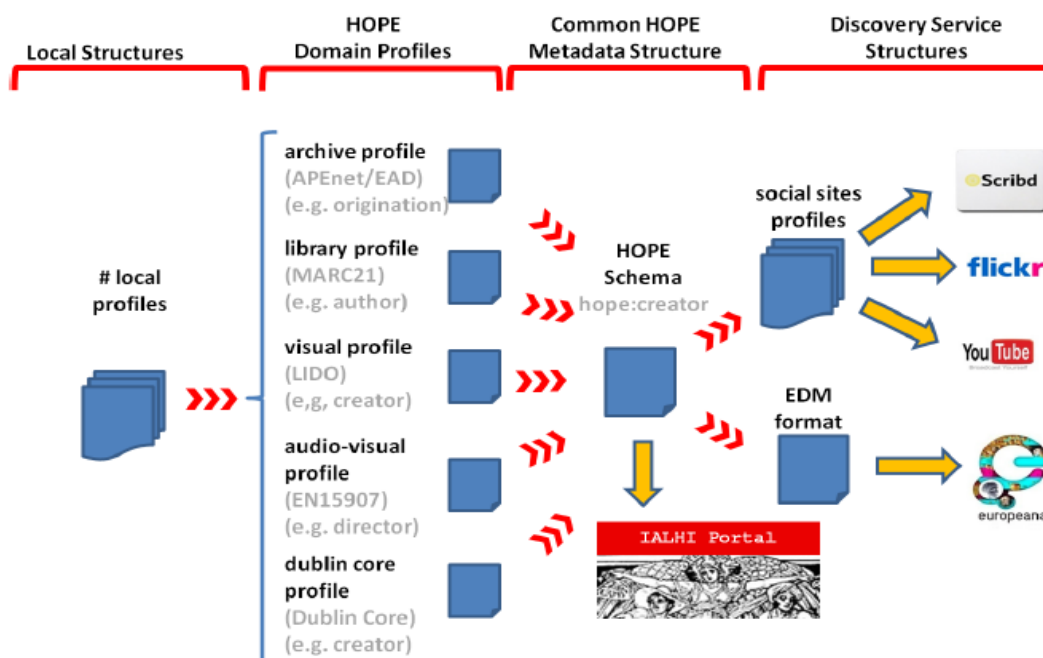 Local Structures
HOPE
Domain Profiles
Common HOPE
Metadata Structure
Discovery Service
Structures
# local
profiles
archive profile
(APEnet/EAD)
(e.g. origination)
library profile
(MARC21)
(e.g. author)
visual profile
(LIDO)
(e,g, creator)
audio-visual
profile
(EN15907)
(e.g. director)
dublin core
profile
(Dublin Core)
(e.g. creator)
HOPE
Schema
hope:creator
IALHI Portal
social sites
profiles
EDM
format
Scribd
flickr
YouTube
Broadcast Yourself
europeana